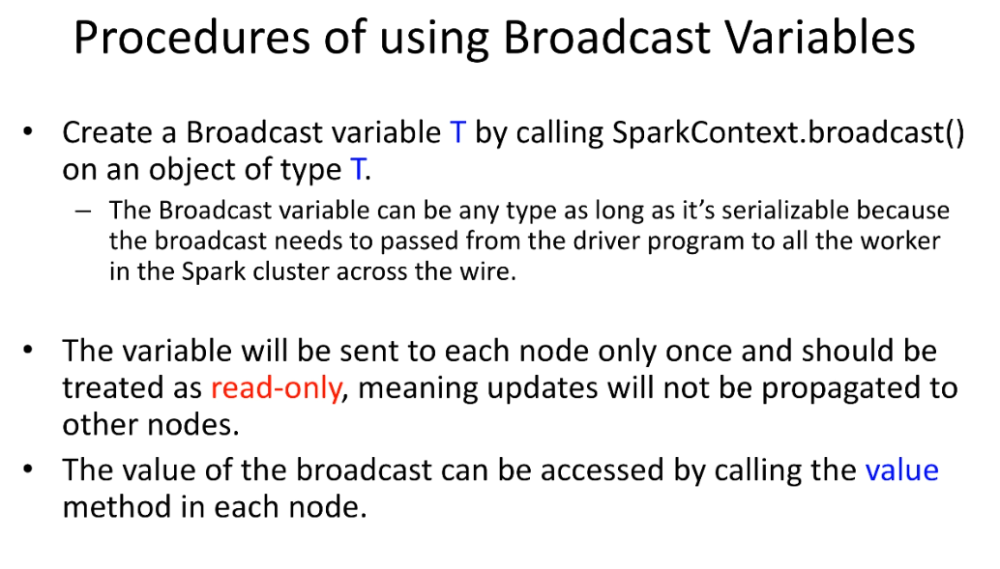 Procedures of using Broadcast Variables
• Create a Broadcast variable T by calling SparkContext.broadcast()
on an object of type T.
– The Broadcast variable can be any type as long as it’s serializable because
the broadcast needs to passed from the driver program to all the worker
in the Spark cluster across the wire.
• The variable will be sent to each node only once and should be
treated as read-only, meaning updates will not be propagated to
other nodes.
• The value of the broadcast can be accessed by calling the value
method in each node.